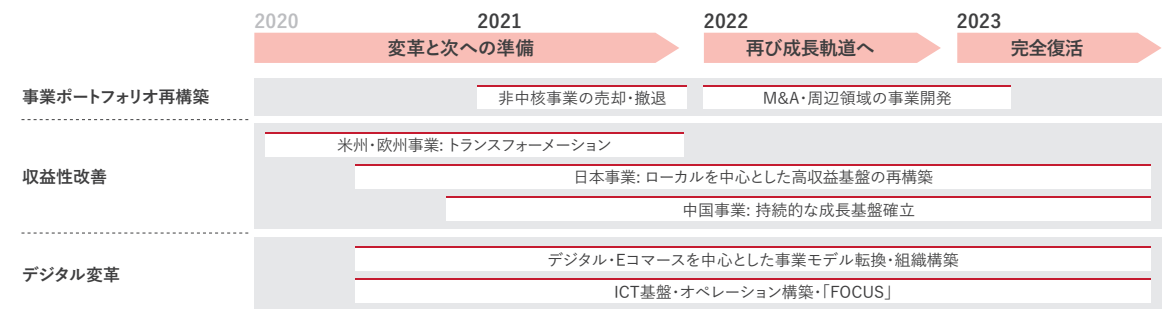 2020
2021
2022
2023
変革と次への準備
再び成長軌道へ
完全復活
事業ポートフォリオ再構築
非中核事業の売却・撤退
M&A・周辺領域の事業開発
収益性改善
米州・欧州事業: トランスフォーメーション
日本事業: ローカルを中心とした高収益基盤の再構築
中国事業: 持続的な成長基盤確立
デジタル変革
デジタル・Eコマースを中心とした事業モデル転換・組織構築
ICT基盤・オペレーション構築・「FOCUS」